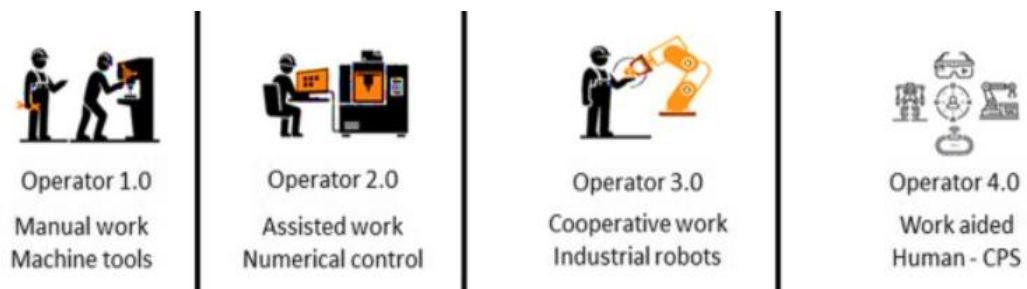 Operator 1.0
Manual work
Machine tools
Operator 2.0
Assisted work
Numerical control
Operator 3.0
Cooperative work
Industrial robots
Operator 4.0
Work aided
Human - CPS